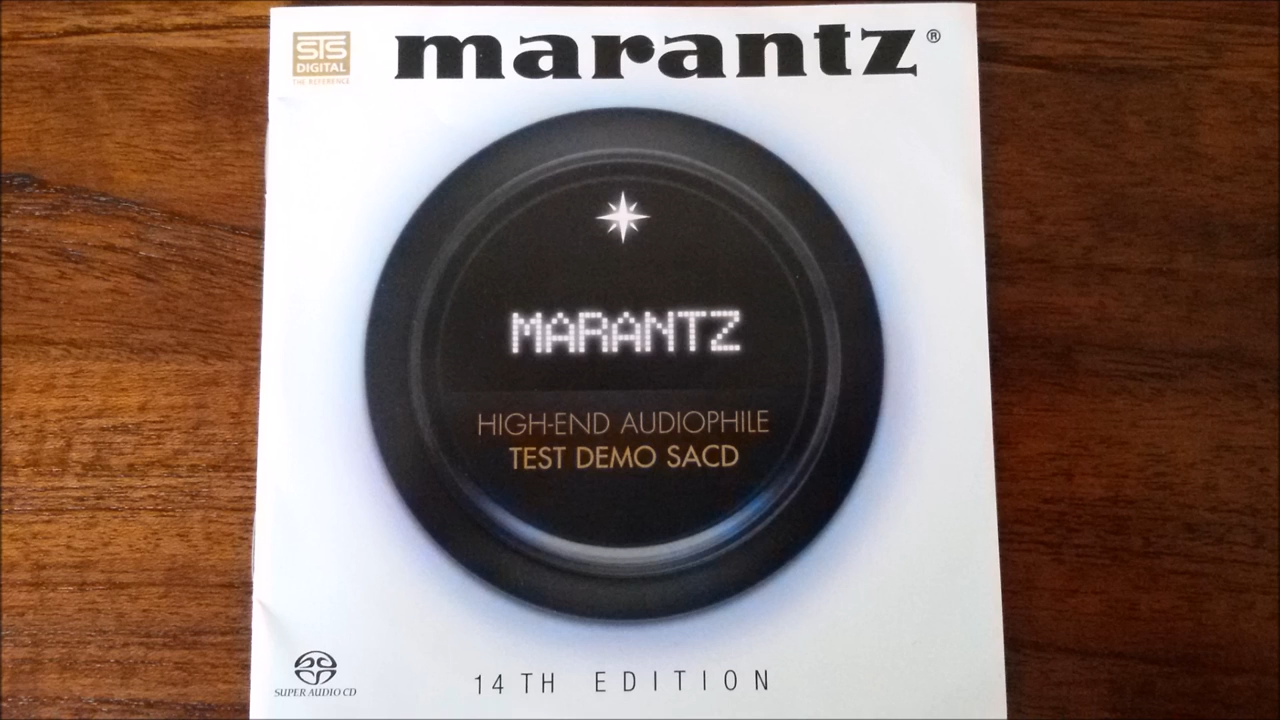 STS
DIGITAL
THE REFERENCE
marantz®
MARANTZ
HIGH-END AUDIOPHILE
TEST DEMO SACD
SUPER AUDIO CD
14TH EDITION